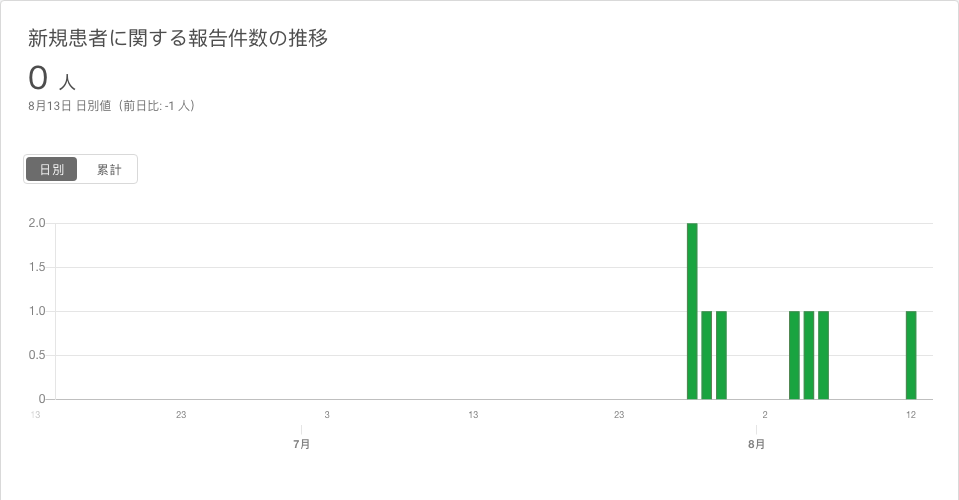 新規患者に関する報告件数の推移
0 人
8月13日 日別値（前日比: -1 人）
日別 累計
2.0
1.5
1.0
0.5
0
13 23 3 13 23 2 12
7月 8月